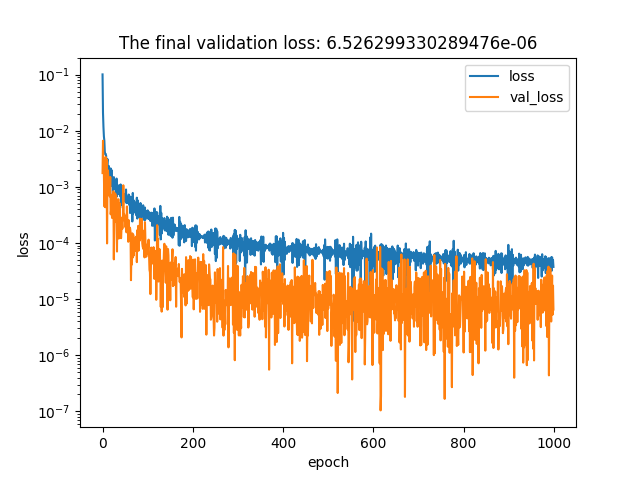 The final validation loss: 6.526299330289476e-06
loss
val_loss
10⁻¹
10⁻²
10⁻³
10⁻⁴
10⁻⁵
10⁻⁶
10⁻⁷
loss
0 200 400 600 800 1000
epoch